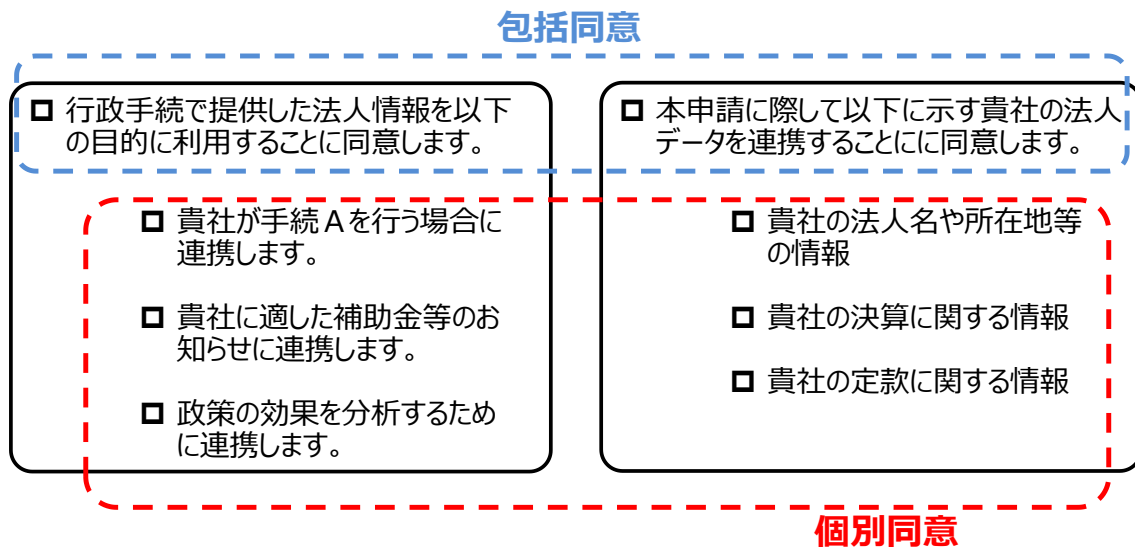 包括同意
□ 行政手続で提供した法人情報を以下
の目的に利用することに同意します。
□ 貴社が手続Aを行う場合に
連携します。
□ 貴社に適した補助金等のお
知らせに連携します。
□ 政策の効果を分析するため
に連携します。
□ 本申請に際して以下に示す貴社の法人
データを連携することにに同意します。
□ 貴社の法人名や所在地等
の情報
□ 貴社の決算に関する情報
□ 貴社の定款に関する情報
個別同意